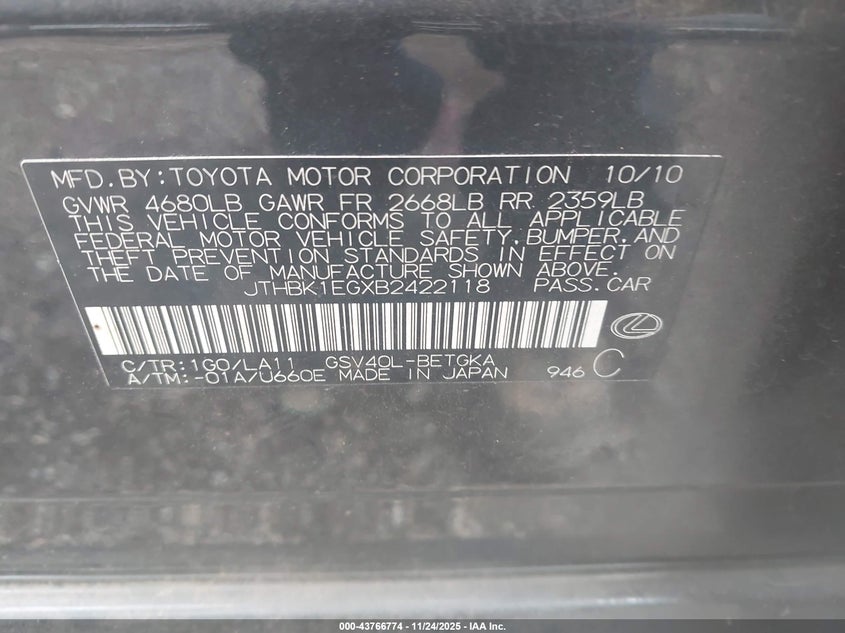 MFD.BY:TOYOTA MOTOR CORPORATION 10/10
GVWR 4680LB GAWR FR 2668LB RR 2359LB
THIS VEHICLE CONFORMS TO ALL APPLICABLE
FEDERAL MOTOR VEHICLE SAFETY,BUMPER,AND
THEFT PREVENTION STANDARDS IN EFFECT ON
THE DATE OF MANUFACTURE SHOWN ABOVE.
JTHBK1EGXB2422118 PASS.CAR
C/TR:1G0/LA11 GSV40L-BETGKA
A/TM:-01A/U660E MADE IN JAPAN 946 C
000-43766774 - 11/24/2025 - IAA Inc.